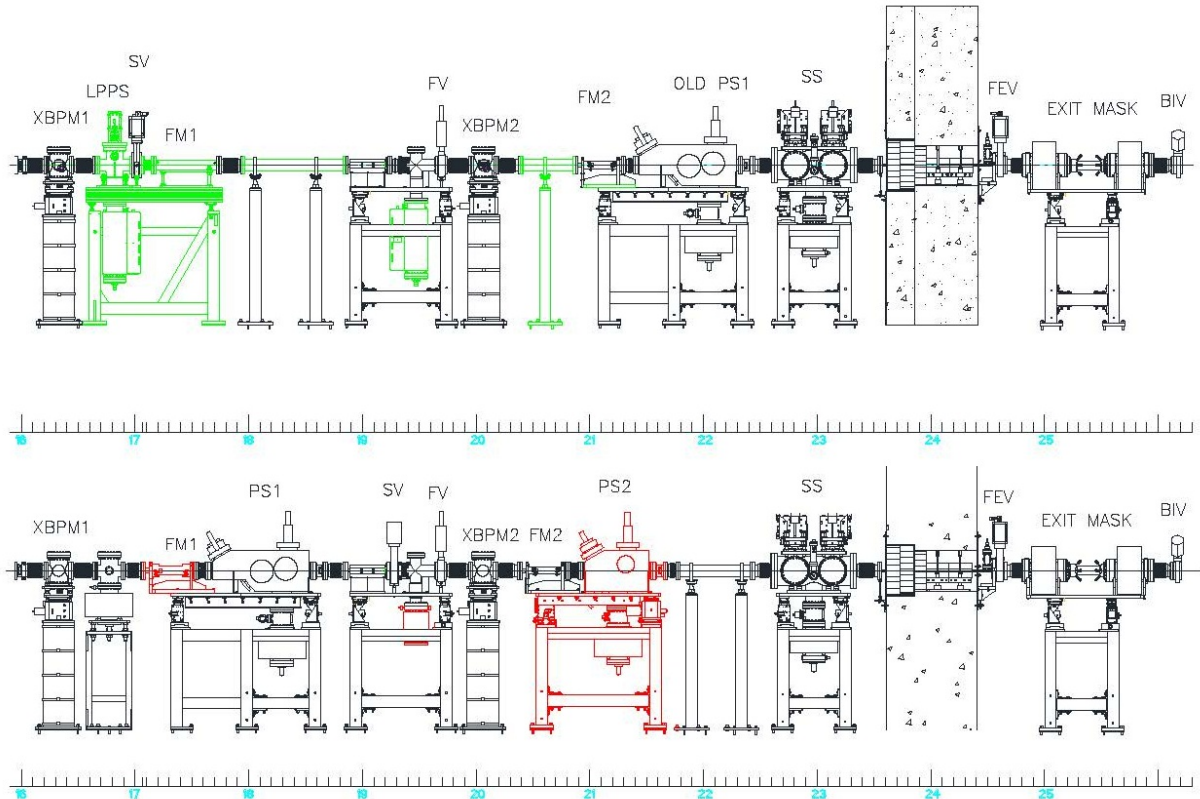 SV
LPPS
XBPM1
FM1
FV
XBPM2
FM2
OLD PS1
SS
FEV
EXIT MASK
BIV
16 17 18 19 20 21 22 23 24 25
XBPM1
FM1
PS1
SV
FV
XBPM2 FM2
PS2
SS
FEV
EXIT MASK
BIV
16 17 18 19 20 21 22 23 24 25